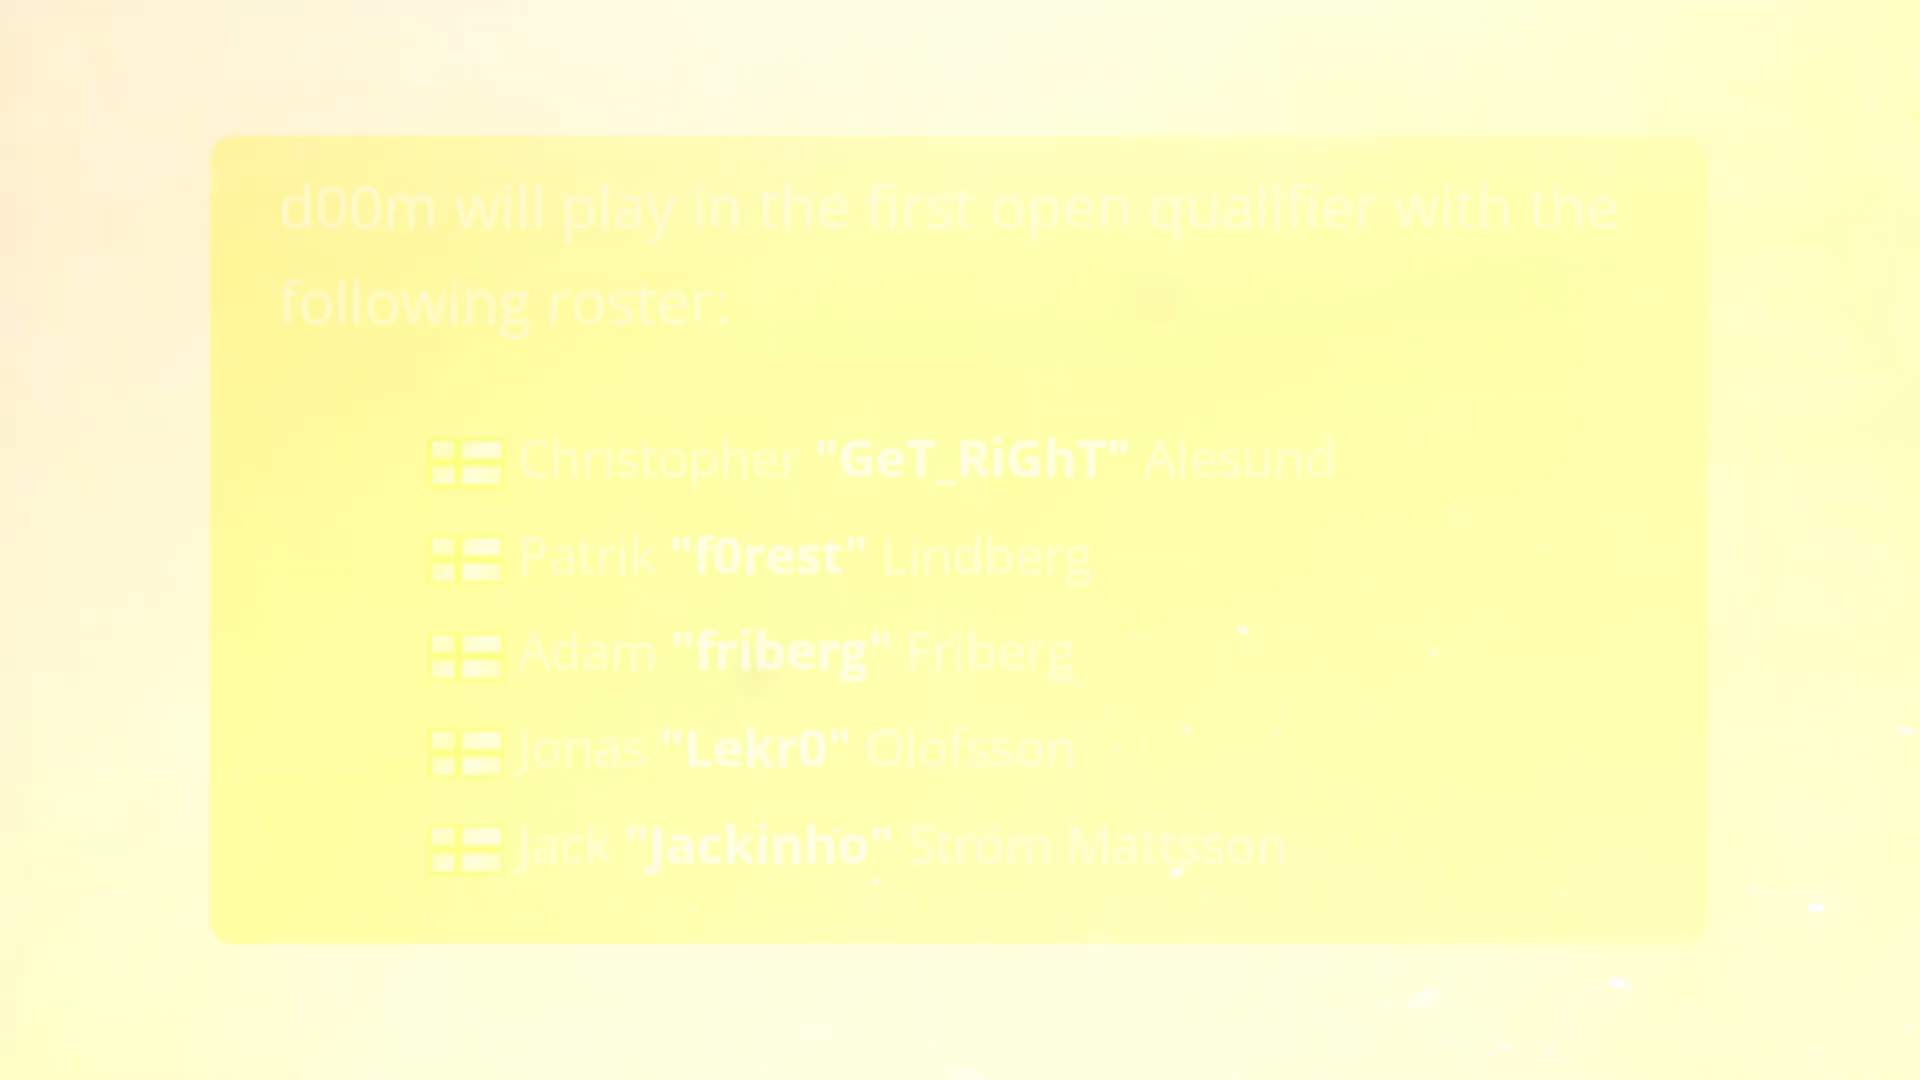 d00m will play in the first open qualifier with the
following roster:
Christopher "GeT_RiGhT" Alesund
Patrik "f0rest" Lindberg
Adam "friberg" Friberg
Jonas "Lekr0" Olofsson
Jack "Jackinho" Ström Mattsson